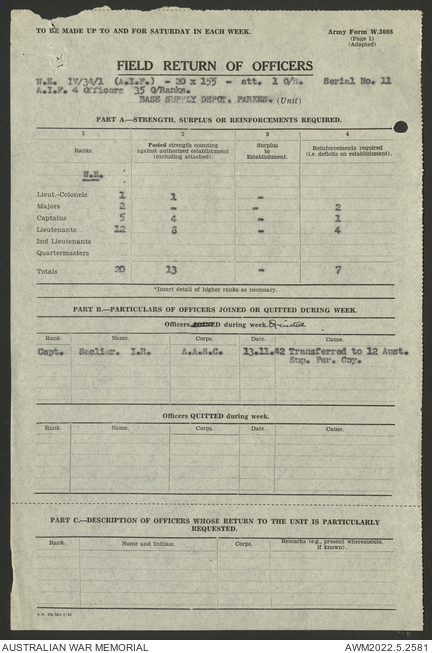 TO BE MADE UP TO AND FOR SATURDAY IN EACH WEEK.
Army Form W.3008
(Page 1)
(Adapted)
FIELD RETURN OF OFFICERS
W.E. IV/34/1 (A.I.F.) - 20 x 155 - att. 1 O/R. Serial No. 11
A.I.F. 4 Officers 35 O/Ranks.
BASE SUPPLY DEPOT. PARKES. (Unit)
PART A.—STRENGTH, SURPLUS OR REINFORCEMENTS REQUIRED.
1 2 3 4
Ranks. Posted strength counting against authorized establishment (excluding attached). Surplus to Establishment. Reinforcements required (i.e. deficits on establishment).
W.E.
Lieut.-Colonels 1 1 -
Majors 2 - - 2
Captains 5 4 - 1
Lieutenants 12 8 - 4
2nd Lieutenants
Quartermasters
Totals 20 13 - 7
*Insert detail of higher ranks as necessary.
PART B.—PARTICULARS OF OFFICERS JOINED OR QUITTED DURING WEEK.
Officers JOINED during week. Quitted
Rank. Name. Corps. Date. Cause.
Capt. I.R. A.A.S.C. 13.11.42 Transferred to 12 Aust.
Sup. Per. Coy.
Officers QUITTED during week.
Rank. Name. Corps. Date. Cause.
PART C.—DESCRIPTION OF OFFICERS WHOSE RETURN TO THE UNIT IS PARTICULARLY
REQUESTED.
Rank. Name and Initials. Corps. Remarks (e.g., present whereabouts, if known).
AUSTRALIAN WAR MEMORIAL
AWM2022.5.2581